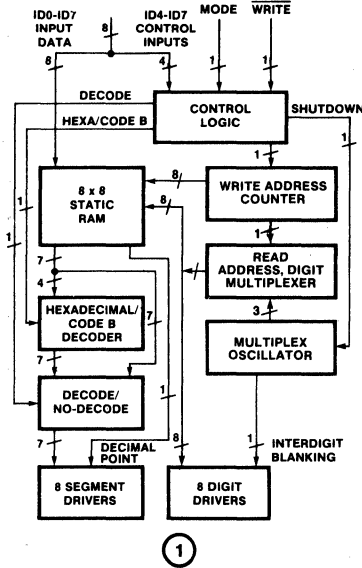 ID0-ID7
INPUT
DATA
8
ID4-ID7
CONTROL
INPUTS
MODE
WRITE
8
4
1
1
DECODE
HEXA/CODE B
CONTROL
LOGIC
SHUTDOWN
1
8 x 8
STATIC
RAM
8
WRITE ADDRESS
COUNTER
8
1
1
1
READ
ADDRESS, DIGIT
MULTIPLEXER
7
4
3
HEXADECIMAL/
CODE B
DECODER
7
MULTIPLEX
OSCILLATOR
7
DECODE/
NO-DECODE
1
7
DECIMAL
POINT
8
1
INTERDIGIT
BLANKING
8 SEGMENT
DRIVERS
8 DIGIT
DRIVERS
1